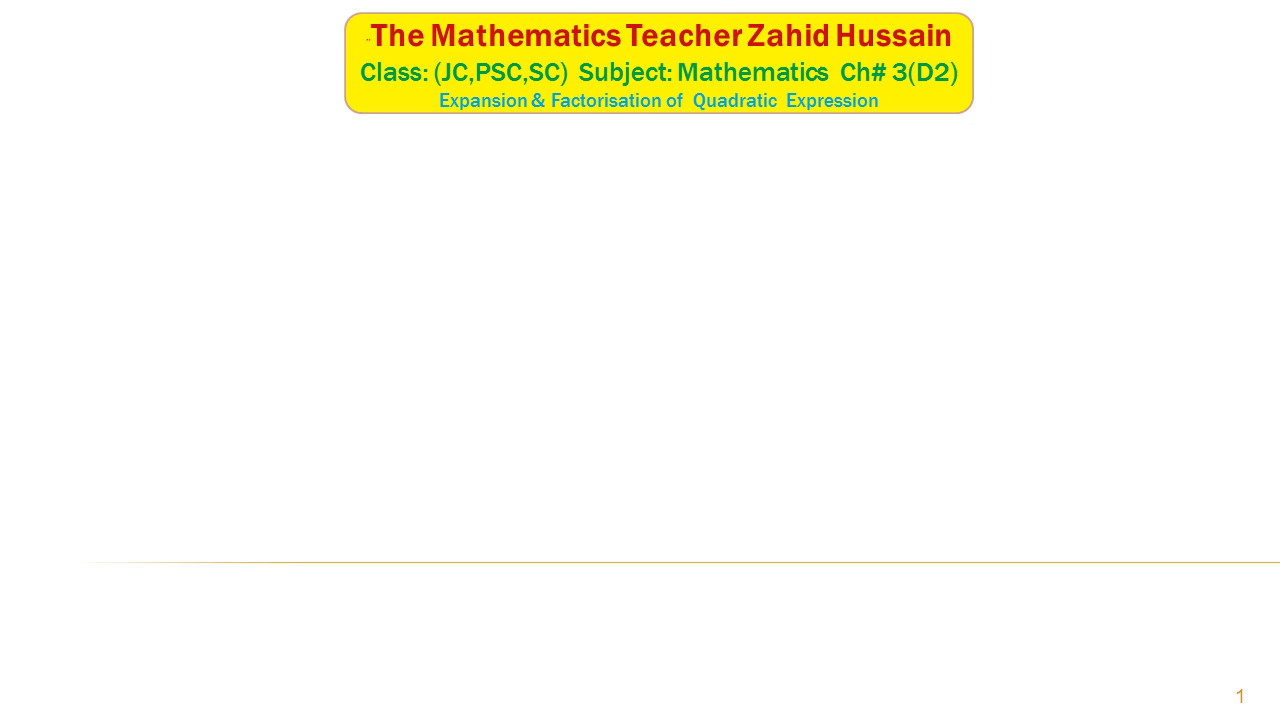 The Mathematics Teacher Zahid Hussain
Class: (JC,PSC,SC) Subject: Mathematics Ch# 3(D2)
Expansion & Factorisation of Quadratic Expression
1